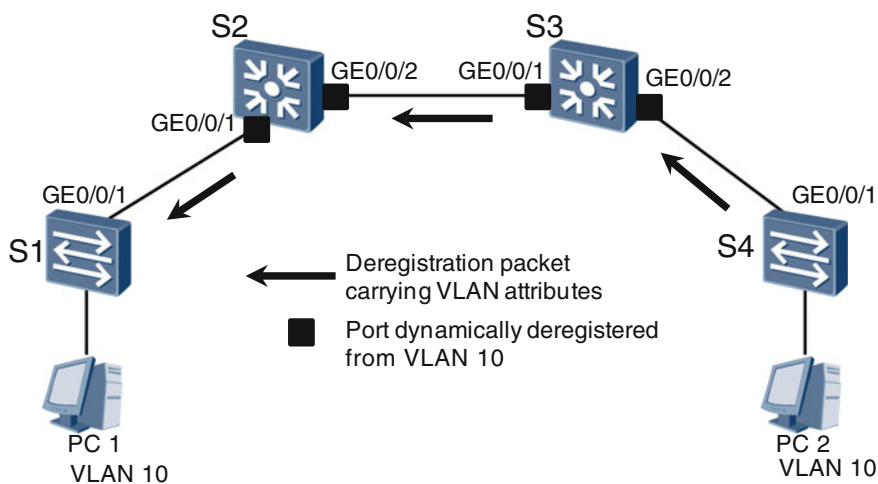 S2
S3
GE0/0/2
GE0/0/1
GE0/0/2
GE0/0/1
GE0/0/1
GE0/0/1
S1
S4
Deregistration packet
carrying VLAN attributes
Port dynamically deregistered
from VLAN 10
PC 1
VLAN 10
PC 2
VLAN 10